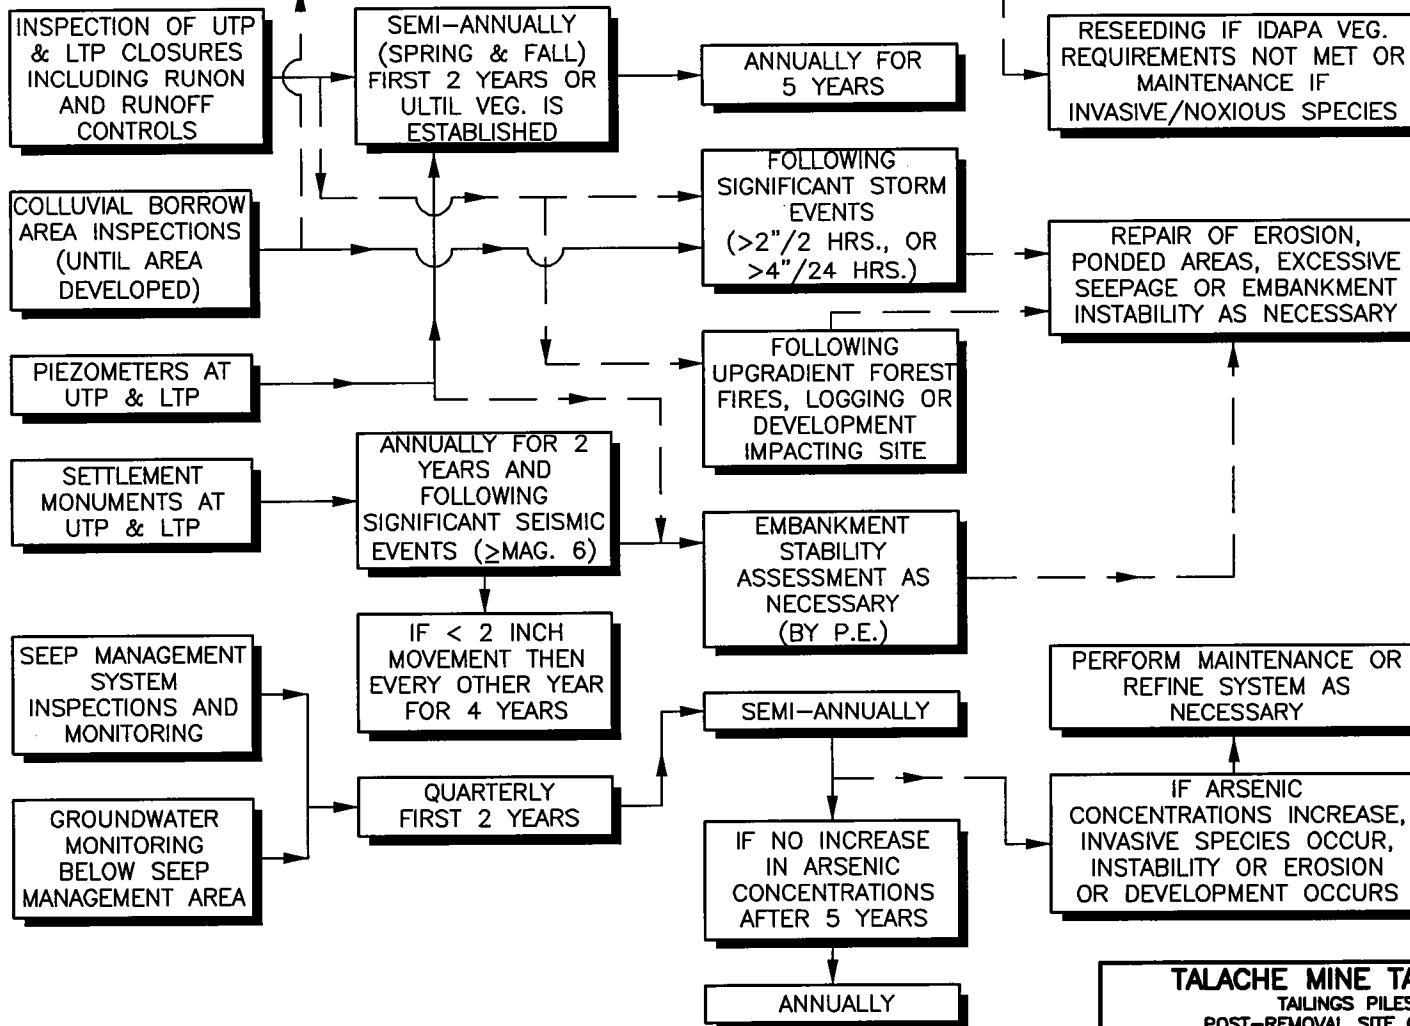 INSPECTION OF UTP
& LTP CLOSURES
INCLUDING RUNON
AND RUNOFF
CONTROLS
SEMI-ANNUALLY
(SPRING & FALL)
FIRST 2 YEARS OR
ULTIL VEG. IS
ESTABLISHED
ANNUALLY FOR
5 YEARS
RESEEDING IF IDAPA VEG.
REQUIREMENTS NOT MET OR
MAINTENANCE IF
INVASIVE/NOXIOUS SPECIES
COLLUVIAL BORROW
AREA INSPECTIONS
(UNTIL AREA
DEVELOPED)
FOLLOWING
SIGNIFICANT STORM
EVENTS
(>2"/2 HRS., OR
>4"/24 HRS.)
REPAIR OF EROSION,
PONDED AREAS, EXCESSIVE
SEEPAGE OR EMBANKMENT
INSTABILITY AS NECESSARY
PIEZOMETERS AT
UTP & LTP
FOLLOWING
UPGRADIENT FOREST
FIRES, LOGGING OR
DEVELOPMENT
IMPACTING SITE
SETTLEMENT
MONUMENTS AT
UTP & LTP
ANNUALLY FOR 2
YEARS AND
FOLLOWING
SIGNIFICANT SEISMIC
EVENTS (≥MAG. 6)
EMBANKMENT
STABILITY
ASSESSMENT AS
NECESSARY
(BY P.E.)
IF < 2 INCH
MOVEMENT THEN
EVERY OTHER YEAR
FOR 4 YEARS
SEEP MANAGEMENT
SYSTEM
INSPECTIONS AND
MONITORING
SEMI-ANNUALLY
PERFORM MAINTENANCE OR
REFINE SYSTEM AS
NECESSARY
GROUNDWATER
MONITORING
BELOW SEEP
MANAGEMENT AREA
QUARTERLY
FIRST 2 YEARS
IF NO INCREASE
IN ARSENIC
CONCENTRATIONS
AFTER 5 YEARS
IF ARSENIC
CONCENTRATIONS INCREASE,
INVASIVE SPECIES OCCUR,
INSTABILITY OR EROSION
OR DEVELOPMENT OCCURS
ANNUALLY
TALACHE MINE TA
TAILINGS PILES
POST-REMOVAL SITE